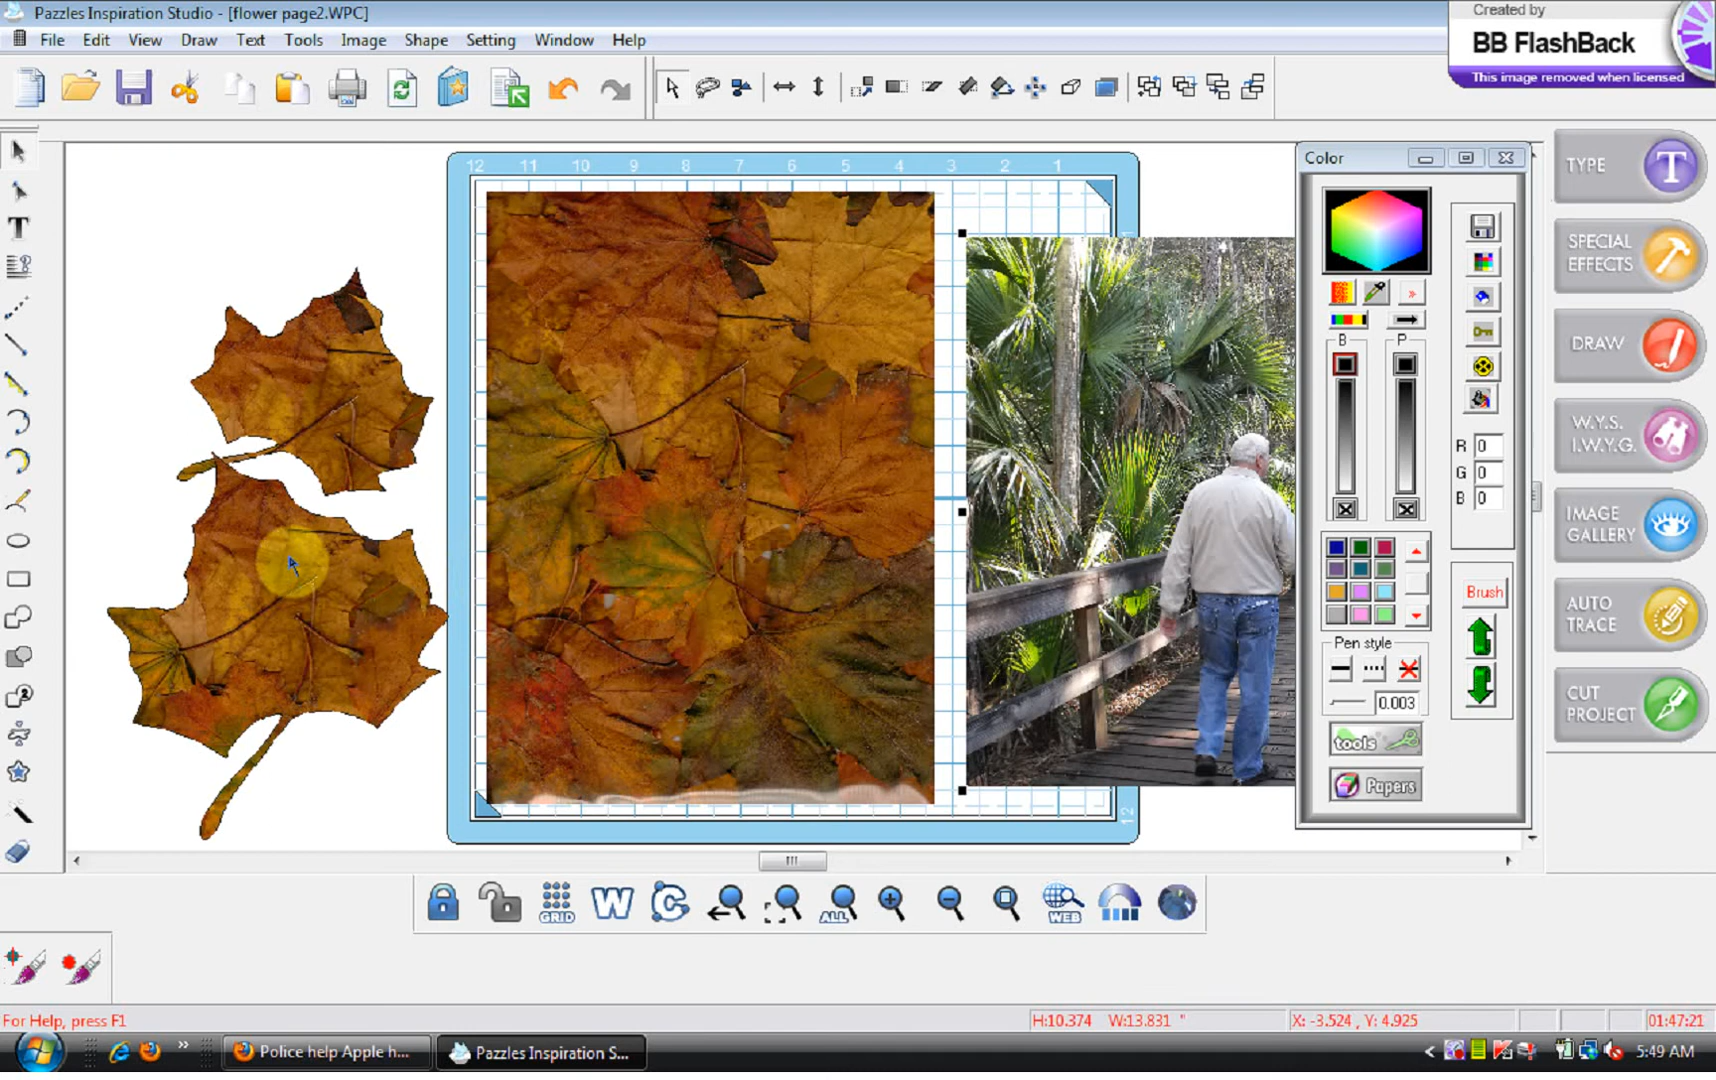 Pazzles Inspiration Studio - [flower page2.WPC]
Created by
BB FlashBack
This image removed when licensed
File Edit View Draw Text Tools Image Shape Setting Window Help
12 11 10 9 8 7 6 5 4 3 2 1
12
Color
B P
R 0
G 0
B 0
Brush
Pen style
0.003
tools
Papers
TYPE
T
SPECIAL
EFFECTS
DRAW
W.Y.S.
I.W.Y.G.
IMAGE
GALLERY
AUTO
TRACE
CUT
PROJECT
GRID
W
C
ALL
WEB
For Help, press F1
H:10.374 W:13.831 "
X: -3.524 , Y: 4.925
01:47:21
Police help Apple h...
Pazzles Inspiration S...
5:49 AM